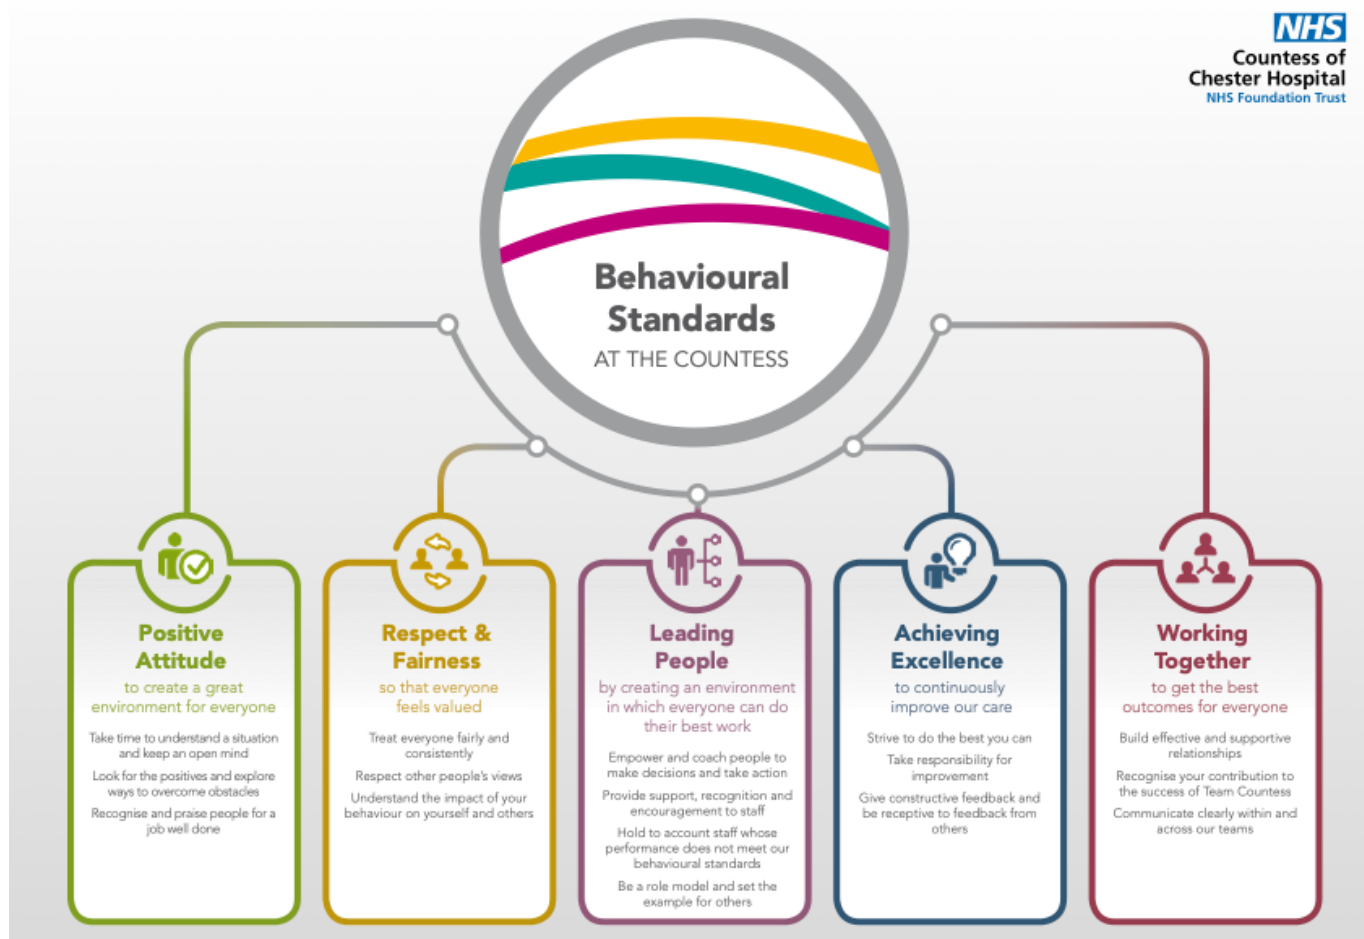 NHS
Countess of
Chester Hospital
NHS Foundation Trust
Behavioural
Standards
AT THE COUNTESS
Positive
Attitude
to create a great
environment for everyone
Take time to understand a situation
and keep an open mind
Look for the positives and explore
ways to overcome obstacles
Recognise and praise people for a
job well done
Respect &
Fairness
so that everyone
feels valued
Treat everyone fairly and
consistently
Respect other people's views
Understand the impact of your
behaviour on yourself and others
Leading
People
by creating an environment
in which everyone can do
their best work
Empower and coach people to
make decisions and take action
Provide support, recognition and
encouragement to staff
Hold to account staff whose
performance does not meet our
behavioural standards
Be a role model and set the
example for others
Achieving
Excellence
to continuously
improve our care
Strive to do the best you can
Take responsibility for
improvement
Give constructive feedback and
be receptive to feedback from
others
Working
Together
to get the best
outcomes for everyone
Build effective and supportive
relationships
Recognise your contribution to
the success of Team Countess
Communicate clearly within and
across our teams